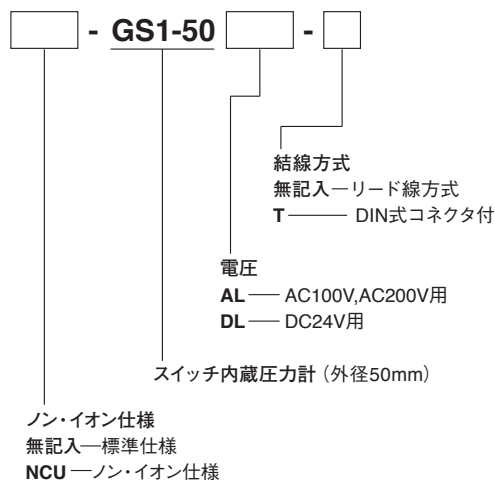 - GS1-50 -
結線方式
無記入―リード線方式
T ――― DIN式コネクタ付
電圧
AL ―― AC100V,AC200V用
DL ―― DC24V用
スイッチ内蔵圧力計（外径50mm）
ノン・イオン仕様
無記入―標準仕様
NCU ―ノン・イオン仕様